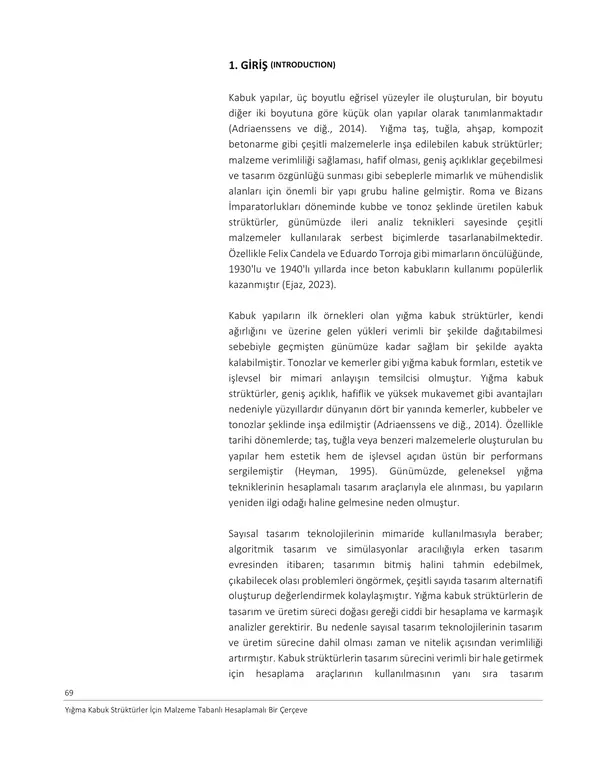 1. GİRİŞ (INTRODUCTION)
Kabuk yapılar, üç boyutlu eğrisel yüzeyler ile oluşturulan, bir boyutu
diğer iki boyutuna göre küçük olan yapılar olarak tanımlanmaktadır
(Adriaenssens ve diğ., 2014). Yığma taş, tuğla, ahşap, kompozit
betonarme gibi çeşitli malzemelerle inşa edilebilen kabuk strüktürler;
malzeme verimliliği sağlaması, hafif olması, geniş açıklıklar geçebilmesi
ve tasarım özgünlüğü sunması gibi sebeplerle mimarlık ve mühendislik
alanları için önemli bir yapı grubu haline gelmiştir. Roma ve Bizans
İmparatorlukları döneminde kubbe ve tonoz şeklinde üretilen kabuk
strüktürler, günümüzde ileri analiz teknikleri sayesinde çeşitli
malzemeler kullanılarak serbest biçimlerde tasarlanabilmektedir.
Özellikle Felix Candela ve Eduardo Torroja gibi mimarların öncülüğünde,
1930'lu ve 1940'lı yıllarda ince beton kabukların kullanımı popülerlik
kazanmıştır (Ejaz, 2023).
Kabuk yapıların ilk örnekleri olan yığma kabuk strüktürler, kendi
ağırlığını ve üzerine gelen yükleri verimli bir şekilde dağıtabilmesi
sebebiyle geçmişten günümüze kadar sağlam bir şekilde ayakta
kalabilmiştir. Tonozlar ve kemerler gibi yığma kabuk formları, estetik ve
işlevsel bir mimari anlayışın temsilcisi olmuştur. Yığma kabuk
strüktürler, geniş açıklık, hafiflik ve yüksek mukavemet gibi avantajları
nedeniyle yüzyıllardır dünyanın dört bir yanında kemerler, kubbeler ve
tonozlar şeklinde inşa edilmiştir (Adriaenssens ve diğ., 2014). Özellikle
tarihi dönemlerde; taş, tuğla veya benzeri malzemelerle oluşturulan bu
yapılar hem estetik hem de işlevsel açıdan üstün bir performans
sergilemiştir (Heyman, 1995). Günümüzde, geleneksel yığma
tekniklerinin hesaplamalı tasarım araçlarıyla ele alınması, bu yapıların
yeniden ilgi odağı haline gelmesine neden olmuştur.
Sayısal tasarım teknolojilerinin mimaride kullanılmasıyla beraber;
algoritmik tasarım ve simülasyonlar aracılığıyla erken tasarım
evresinden itibaren; tasarımın bitmiş halini tahmin edebilmek,
çıkabilecek olası problemleri öngörmek, çeşitli sayıda tasarım alternatifi
oluşturup değerlendirmek kolaylaşmıştır. Yığma kabuk strüktürlerin de
tasarım ve üretim süreci doğası gereği ciddi bir hesaplama ve karmaşık
analizler gerektirir. Bu nedenle sayısal tasarım teknolojilerinin tasarım
ve üretim sürecine dahil olması zaman ve nitelik açısından verimliliği
artırmıştır. Kabuk strüktürlerin tasarım sürecini verimli bir hale getirmek
için hesaplama araçlarının kullanılmasının yanı sıra tasarım
69
Yığma Kabuk Strüktürler İçin Malzeme Tabanlı Hesaplamalı Bir Çerçeve